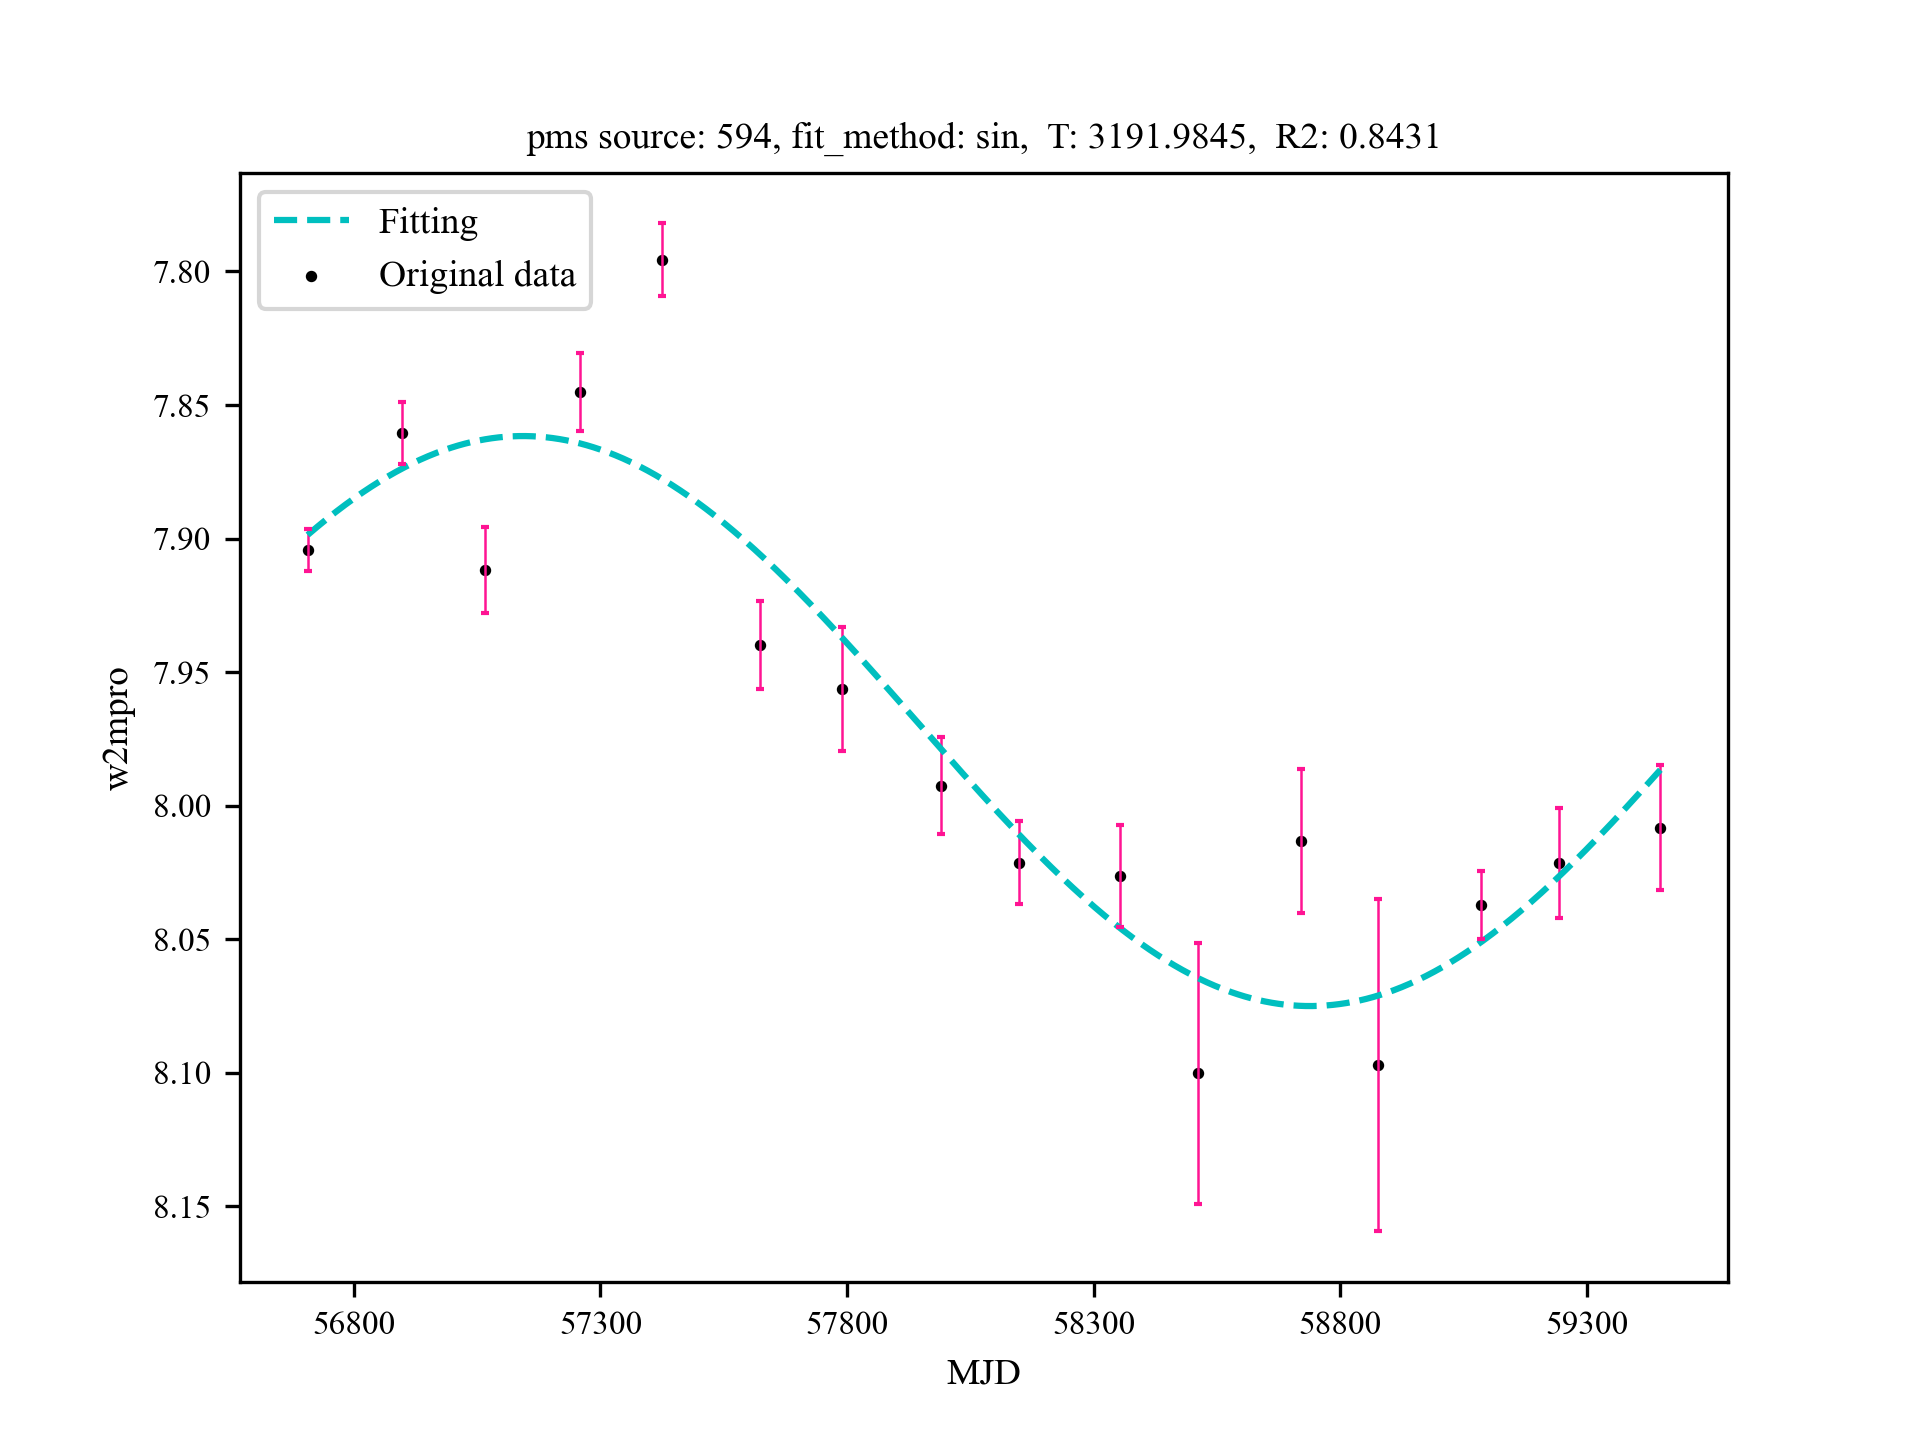 pms source: 594, fit_method: sin,  T: 3191.9845,  R2: 0.8431
Fitting
Original data
7.80
7.85
7.90
7.95
8.00
8.05
8.10
8.15
w2mpro
56800 57300 57800 58300 58800 59300
MJD